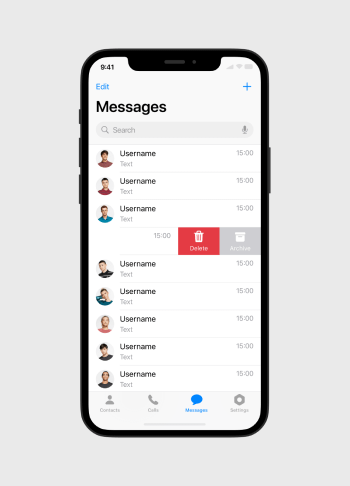 9:41
Edit
Messages
Search
Username 15:00
Text
Username 15:00
Text
Username 15:00
Text
15:00 Delete Archive
Username 15:00
Text
Username 15:00
Text
Username 15:00
Text
Username 15:00
Text
Username 15:00
Text
Contacts Calls Messages Settings